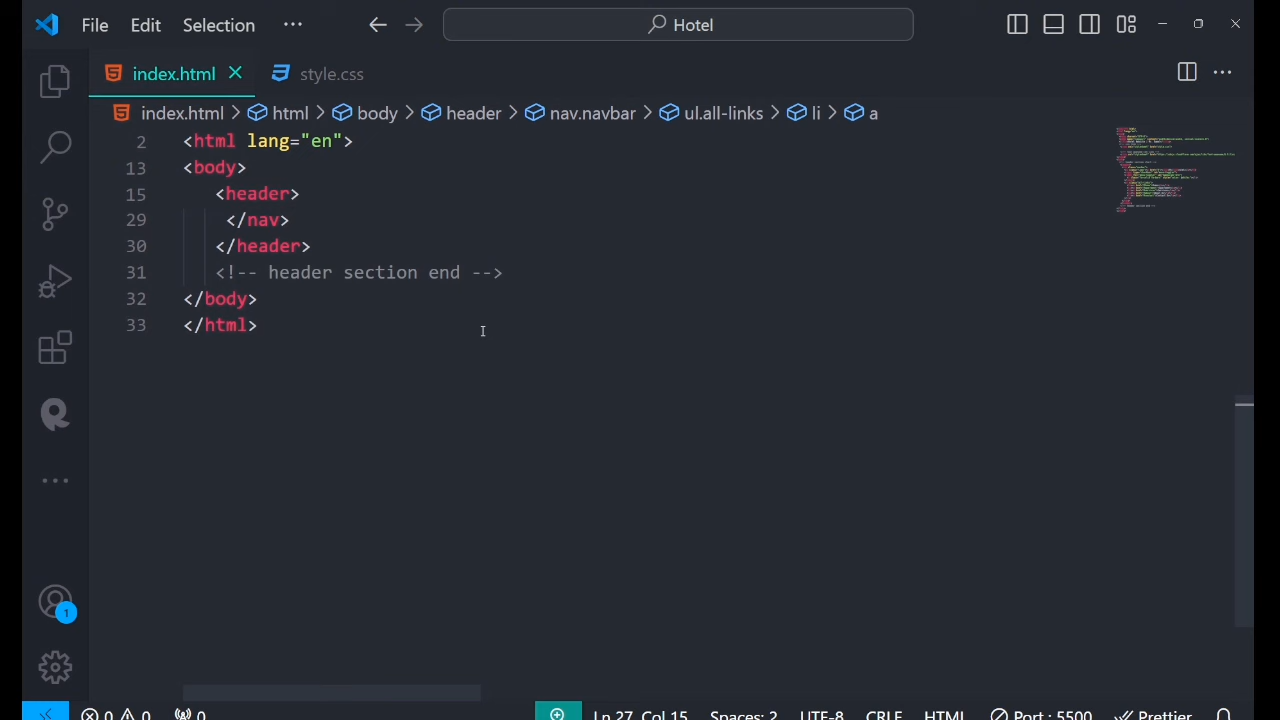 File Edit Selection ··· Hotel
index.html style.css
index.html > html > body > header > nav.navbar > ul.all-links > li > a
2 <html lang="en">
13 <body>
15 <header>
29 </nav>
30 </header>
31 <!-- header section end -->
32 </body>
33 </html>
1
0 0 0 Ln 27, Col 15 Spaces: 2 UTF-8 CRLF HTML Port : 5500 Prettier